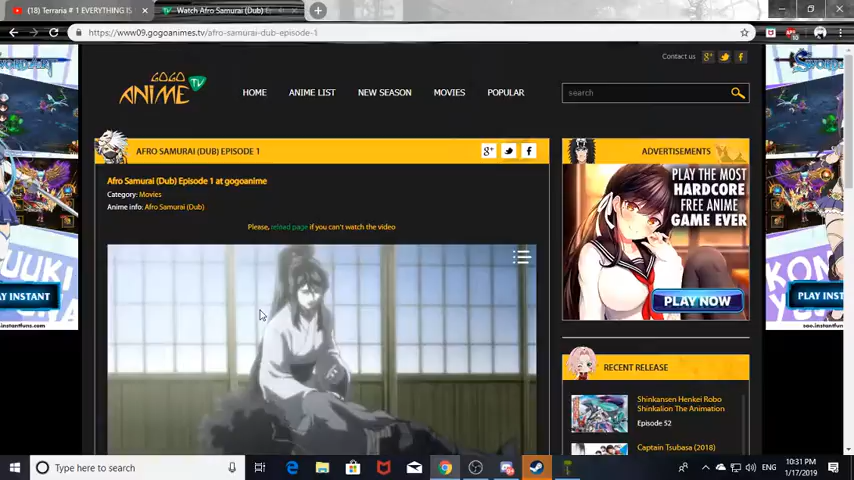 (18) Terraria # 1 EVERYTHING IS
Watch Afro Samurai (Dub)
https://www09.gogoanimes.tv/afro-samurai-dub-episode-1
Contact us
GOGO
ANIME TV
HOME
ANIME LIST
NEW SEASON
MOVIES
POPULAR
search
AFRO SAMURAI (DUB) EPISODE 1
ADVERTISEMENTS
Afro Samurai (Dub) Episode 1 at gogoanime
Category: Movies
Anime info: Afro Samurai (Dub)
Please, reload page if you can't watch the video
PLAY THE MOST
HARDCORE
FREE ANIME
GAME EVER
PLAY NOW
PLAY INSTANT
RECENT RELEASE
Shinkansen Henkei Robo
Shinkalion The Animation
Episode 52
Captain Tsubasa (2018)
Type here to search
ENG
10:31 PM
1/17/2019